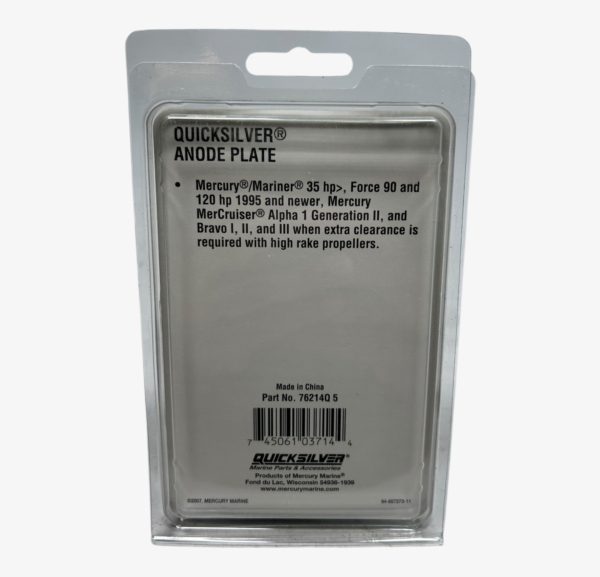 QUICKSILVER®
ANODE PLATE
• Mercury®/Mariner® 35 hp>, Force 90 and
120 hp 1995 and newer, Mercury
MerCruiser® Alpha 1 Generation II, and
Bravo I, II, and III when extra clearance is
required with high rake propellers.
Made in China
Part No. 76214Q 5
7 45061 03714 4
QUICKSILVER®
Marine Parts & Accessories
Products of Mercury Marine®
Fond du Lac, Wisconsin 54936-1939
www.mercurymarine.com
©2007, MERCURY MARINE